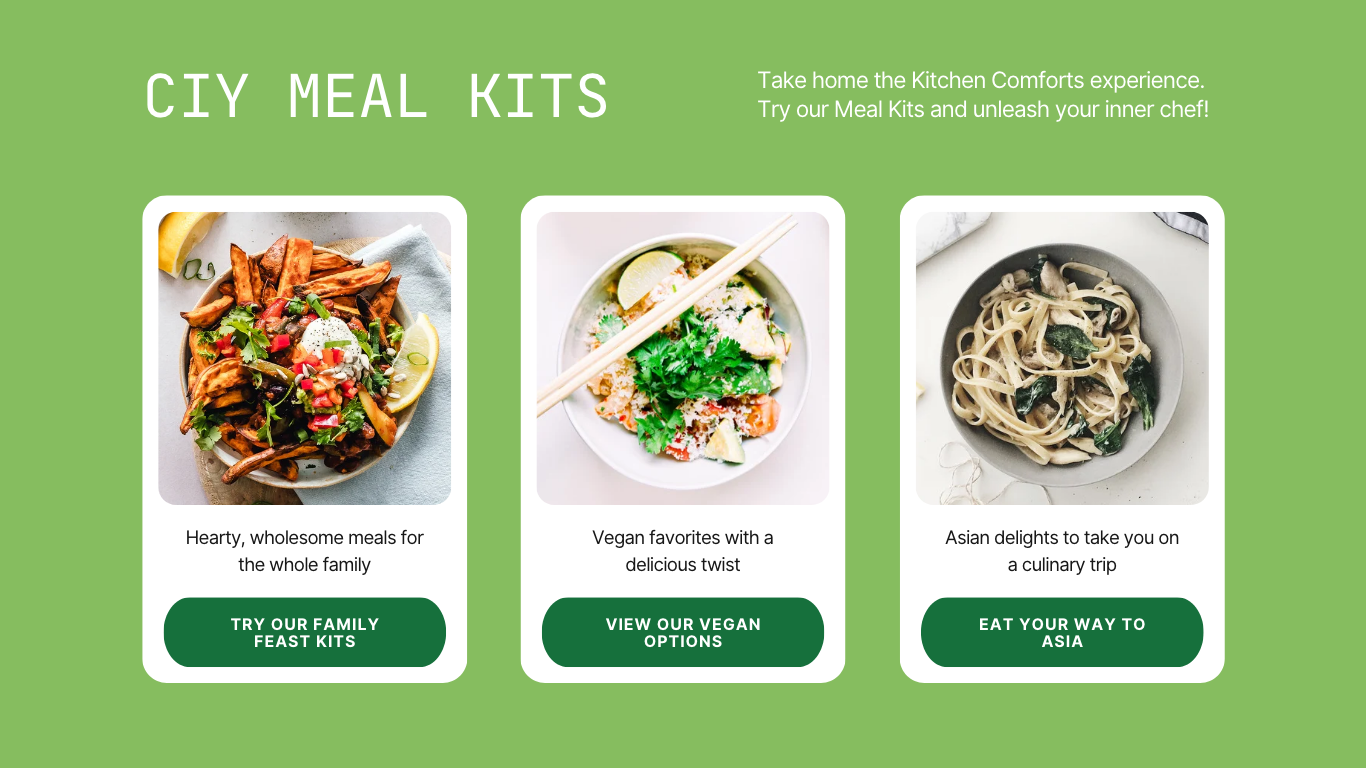 CIY MEAL KITS
Take home the Kitchen Comforts experience.
Try our Meal Kits and unleash your inner chef!
Hearty, wholesome meals for
the whole family
TRY OUR FAMILY
FEAST KITS
Vegan favorites with a
delicious twist
VIEW OUR VEGAN
OPTIONS
Asian delights to take you on
a culinary trip
EAT YOUR WAY TO
ASIA